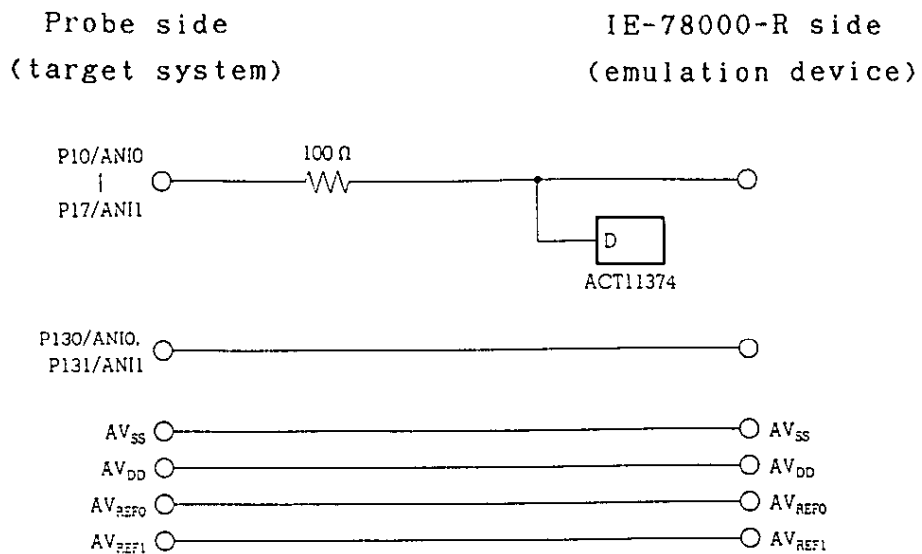 Probe side
(target system)
IE-78000-R side
(emulation device)
P10/ANI0
|
P17/ANI1
100 Ω
D
ACT11374
P130/ANI0,
P131/ANI1
AVSS
AVSS
AVDD
AVDD
AVREF0
AVREF0
AVREF1
AVREF1